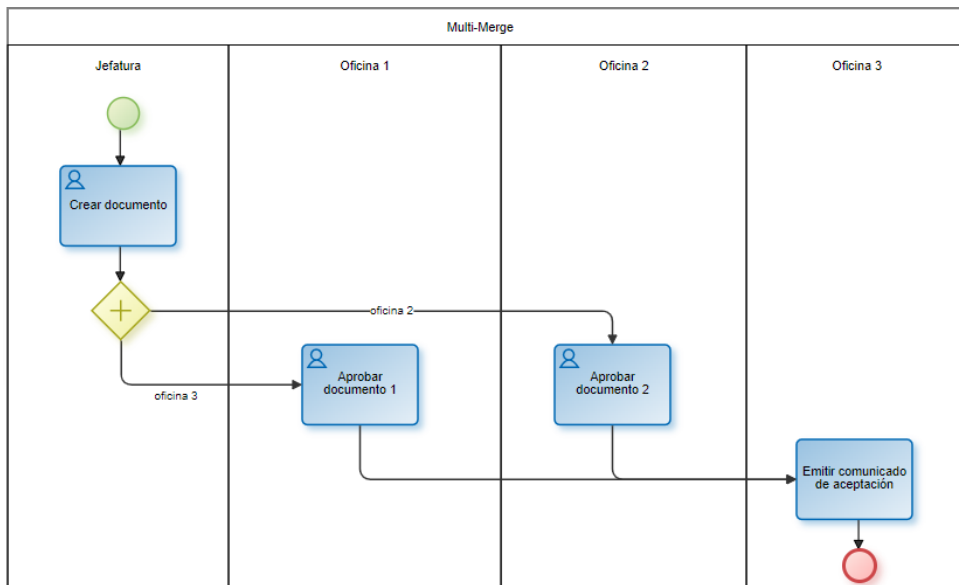 Multi-Merge
Jefatura
Oficina 1
Oficina 2
Oficina 3
Crear documento
oficina 2
Aprobar
documento 1
Aprobar
documento 2
oficina 3
Emitir comunicado
de aceptación